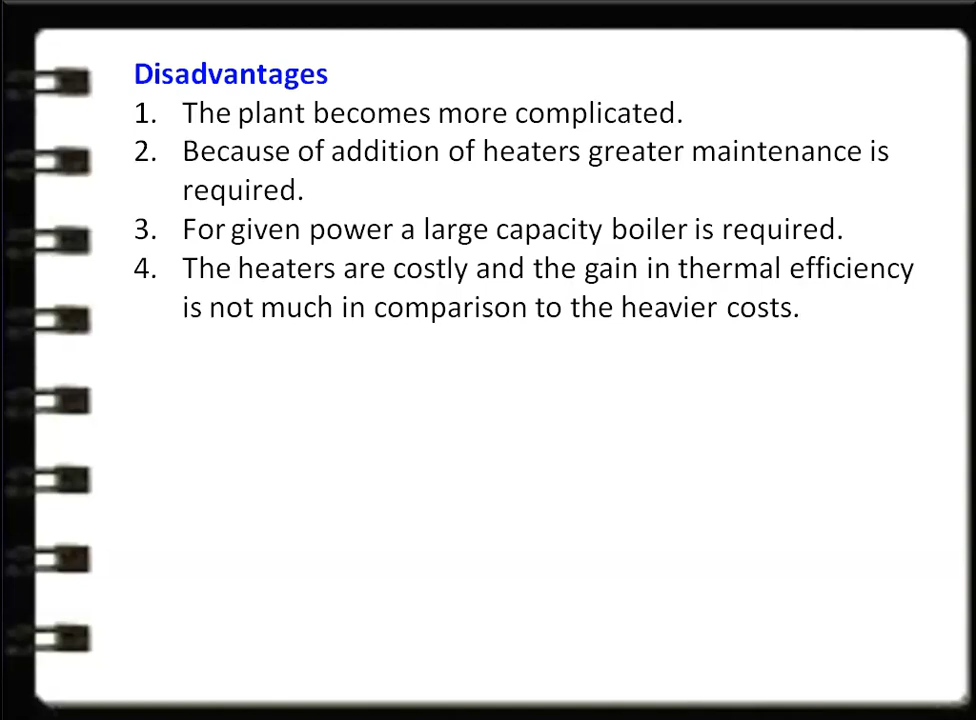 Disadvantages
1. The plant becomes more complicated.
2. Because of addition of heaters greater maintenance is
required.
3. For given power a large capacity boiler is required.
4. The heaters are costly and the gain in thermal efficiency
is not much in comparison to the heavier costs.